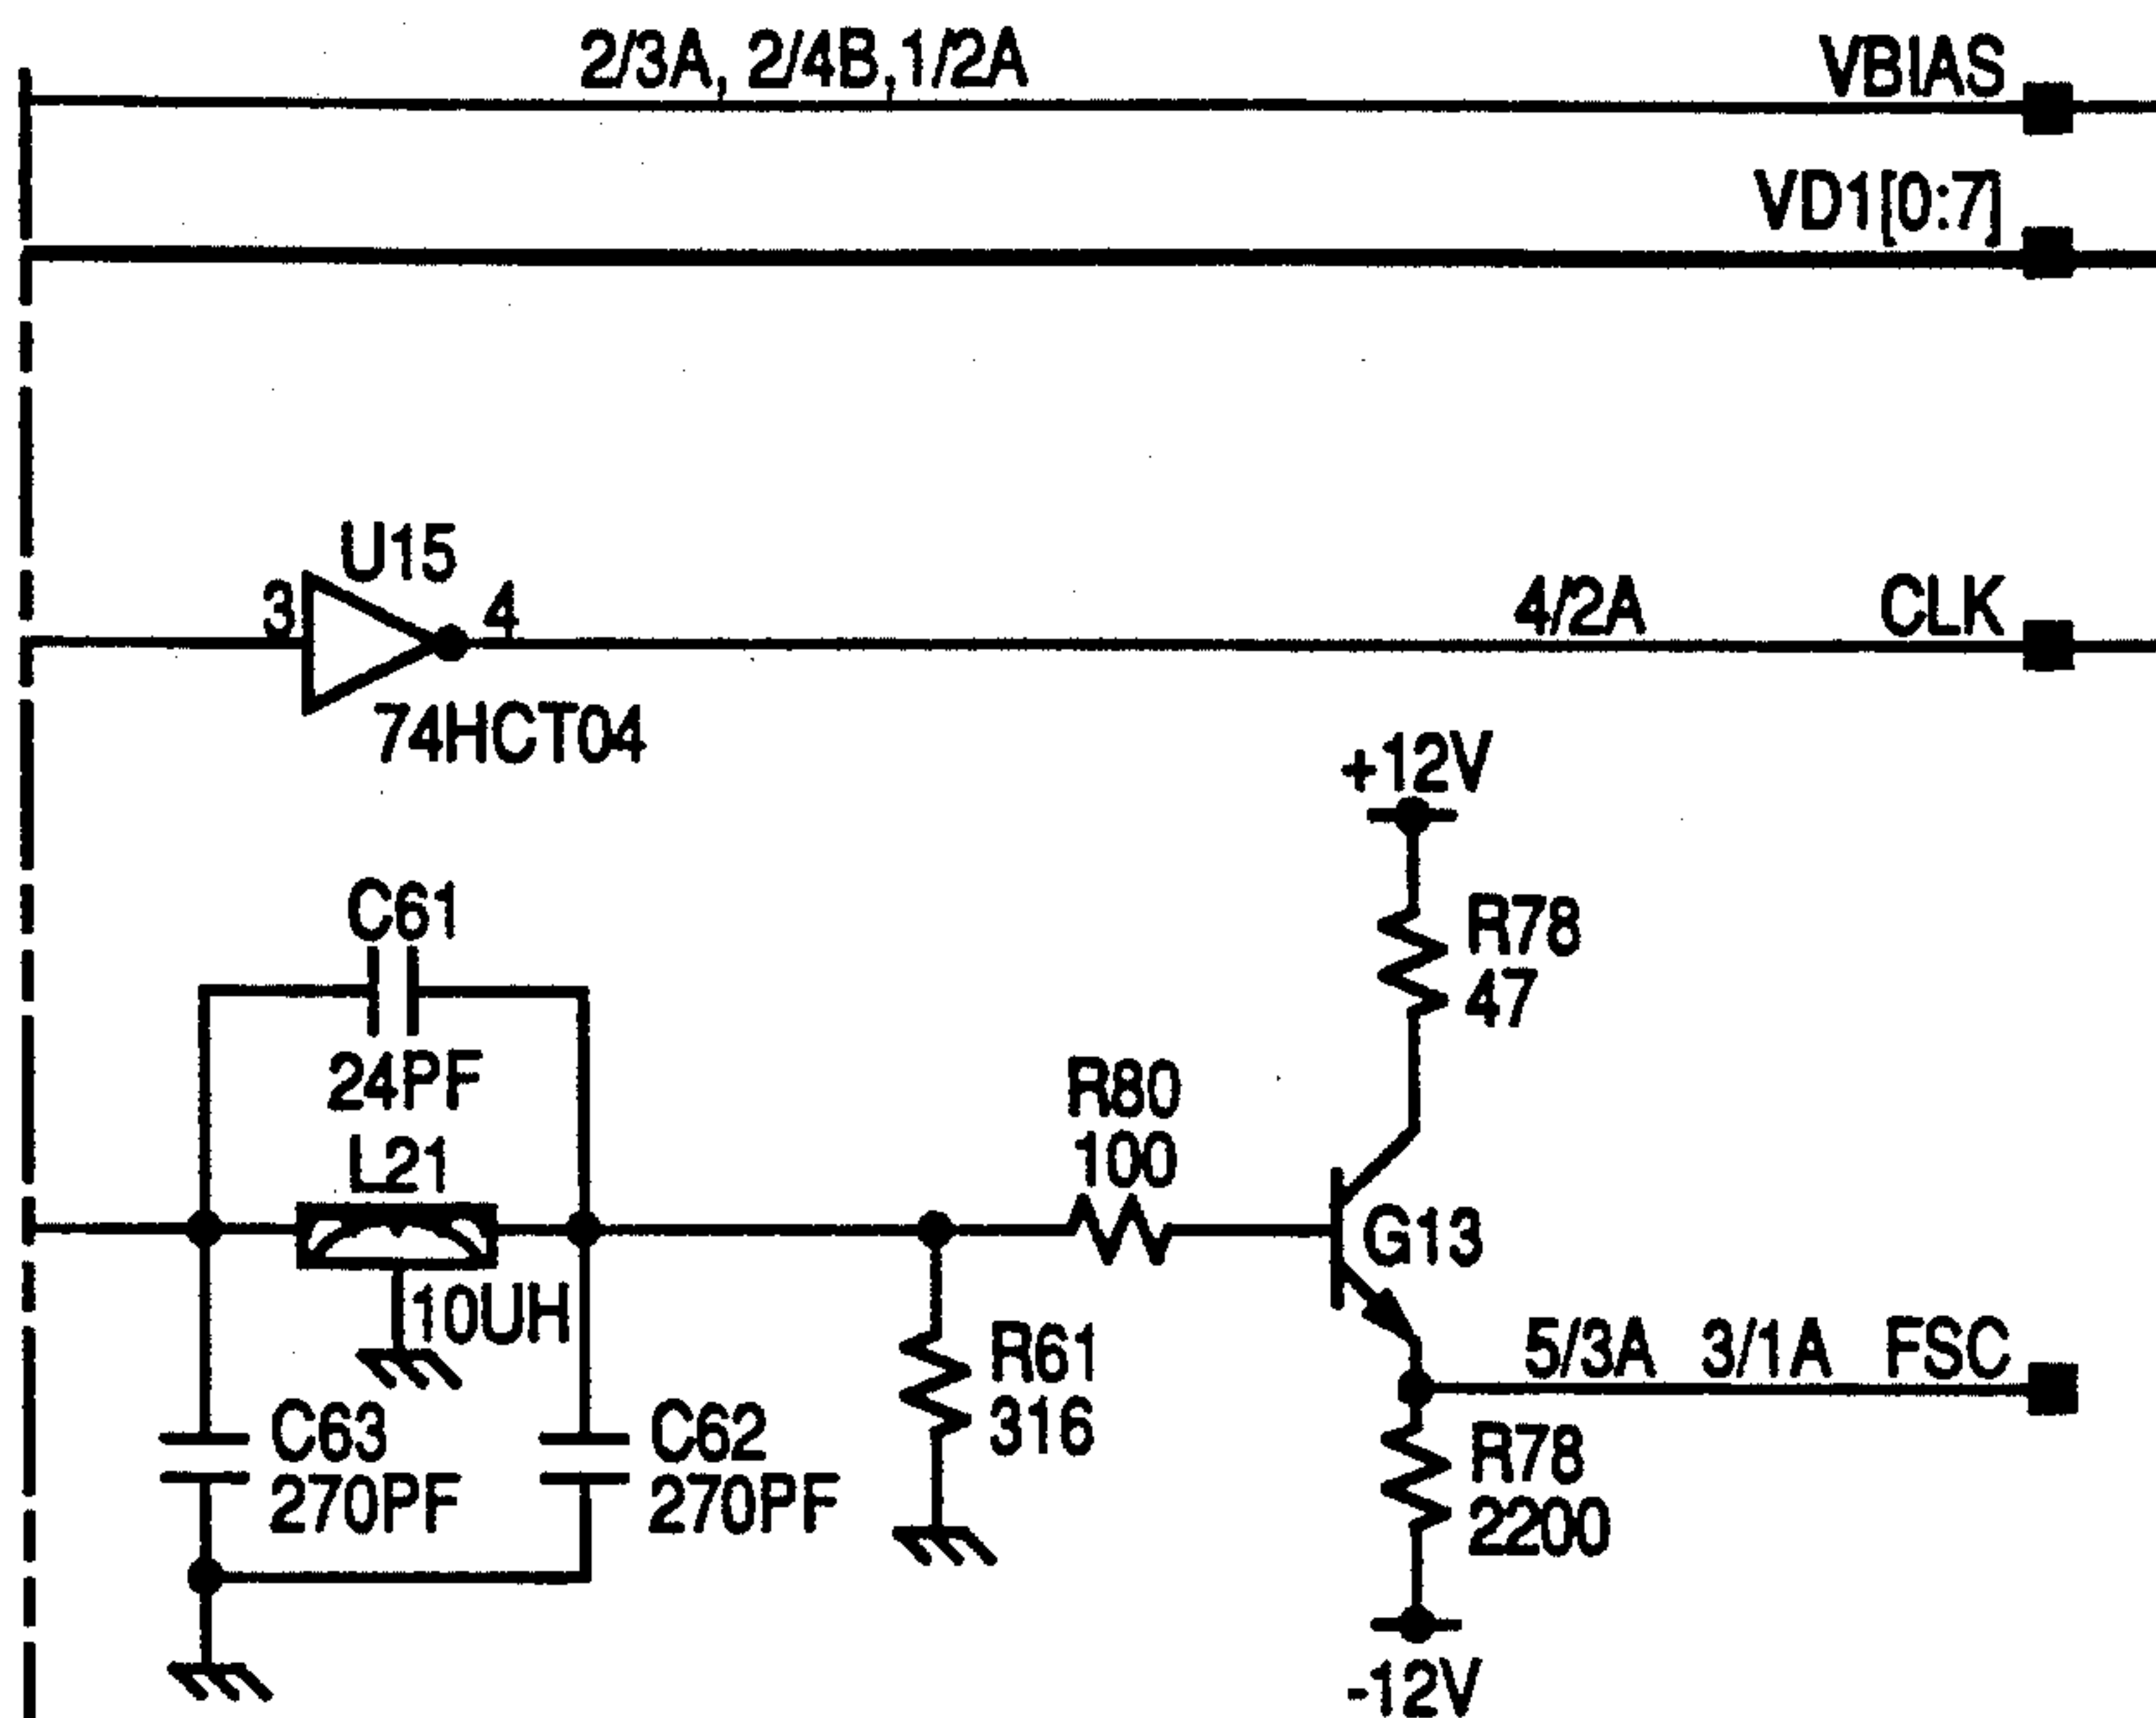 2/3A, 2/4B,1/2A
VBIAS
VD1[0:7]
U15
3
4
74HCT04
4/2A
CLK
+12V
R78
47
C61
24PF
L21
10UH
R80
100
G13
5/3A 3/1A FSC
R61
316
C63
270PF
C62
270PF
R78
2200
-12V